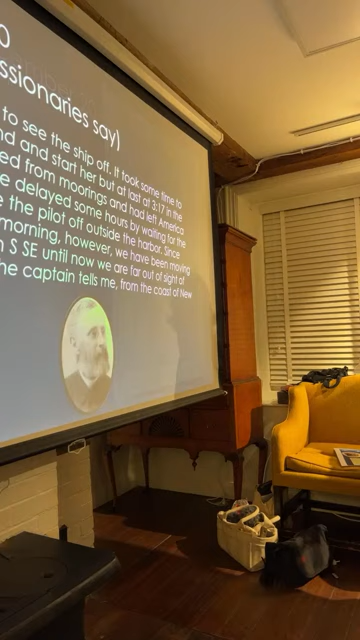 0
ssionaries say)
to see the ship off. It took some time to
nd and start her but at last at 3:17 in the
ed from moorings and had left America
e delayed some hours by waiting for the
e the pilot off outside the harbor. Since
morning, however, we have been moving
n S SE until now we are far out of sight of
he captain tells me, from the coast of New